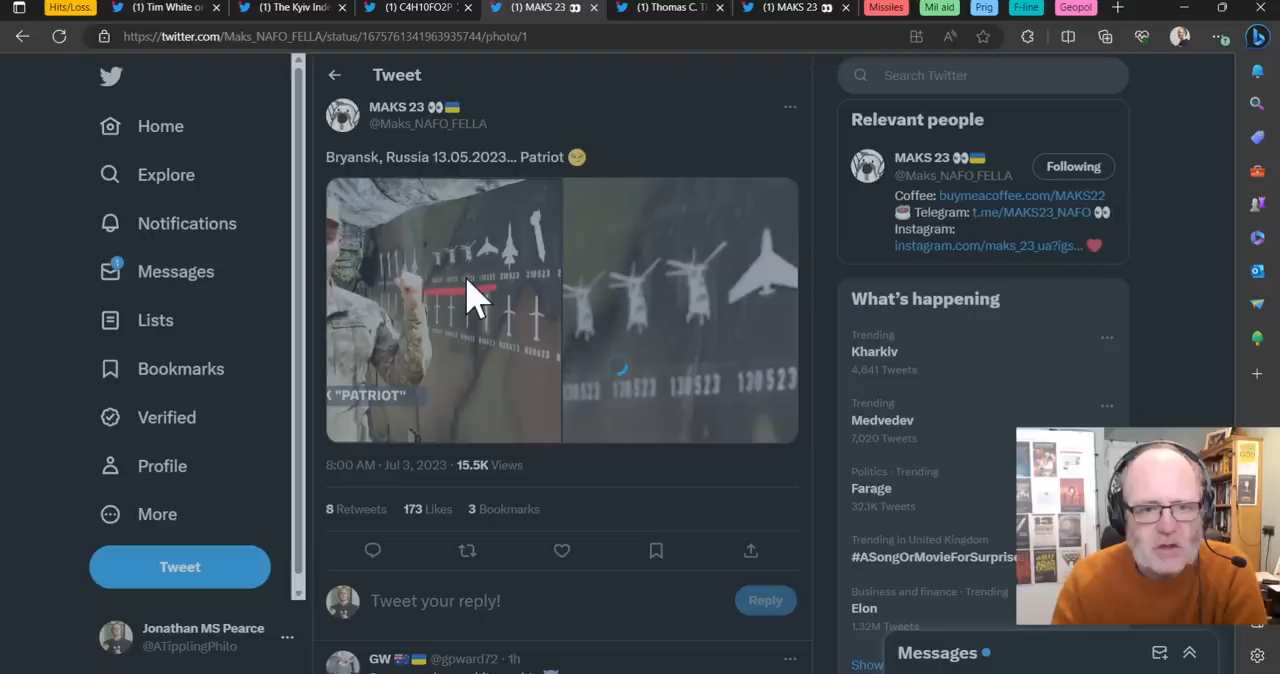 Hits/Loss.
(1) Tim White or
(1) The Kyiv Inde
(1) C4H10FO2P
(1) MAKS 23
(1) Thomas C. T
(1) MAKS 23
Missiles
Mil aid
Prig
F-line
Geopol
https://twitter.com/Maks_NAFO_FELLA/status/1675761341963935744/photo/1
Home
Explore
Notifications
1
Messages
Lists
Bookmarks
Verified
Profile
More
Tweet
Jonathan MS Pearce
@ATipplingPhilo
Tweet
MAKS 23 👀🇺🇦
@Maks_NAFO_FELLA
Bryansk, Russia 13.05.2023... Patriot
"PATRIOT"
130523
130523
130523
130523
8:00 AM · Jul 3, 2023 · 15.5K Views
8 Retweets 173 Likes 3 Bookmarks
Tweet your reply!
Reply
GW @gpward72 · 1h
Search Twitter
Relevant people
MAKS 23 👀🇺🇦
@Maks_NAFO_FELLA
Following
Coffee: buymeacoffee.com/MAKS22
Telegram: t.me/MAKS23_NAFO 👀
Instagram:
instagram.com/maks_23_ua?igs...
What's happening
Trending
Kharkiv
4,641 Tweets
Trending
Medvedev
7,020 Tweets
Politics · Trending
Farage
32.1K Tweets
Trending in United Kingdom
#ASongOrMovieForSurprise
Business and finance · Trending
Elon
1.32M Tweets
Show
Messages